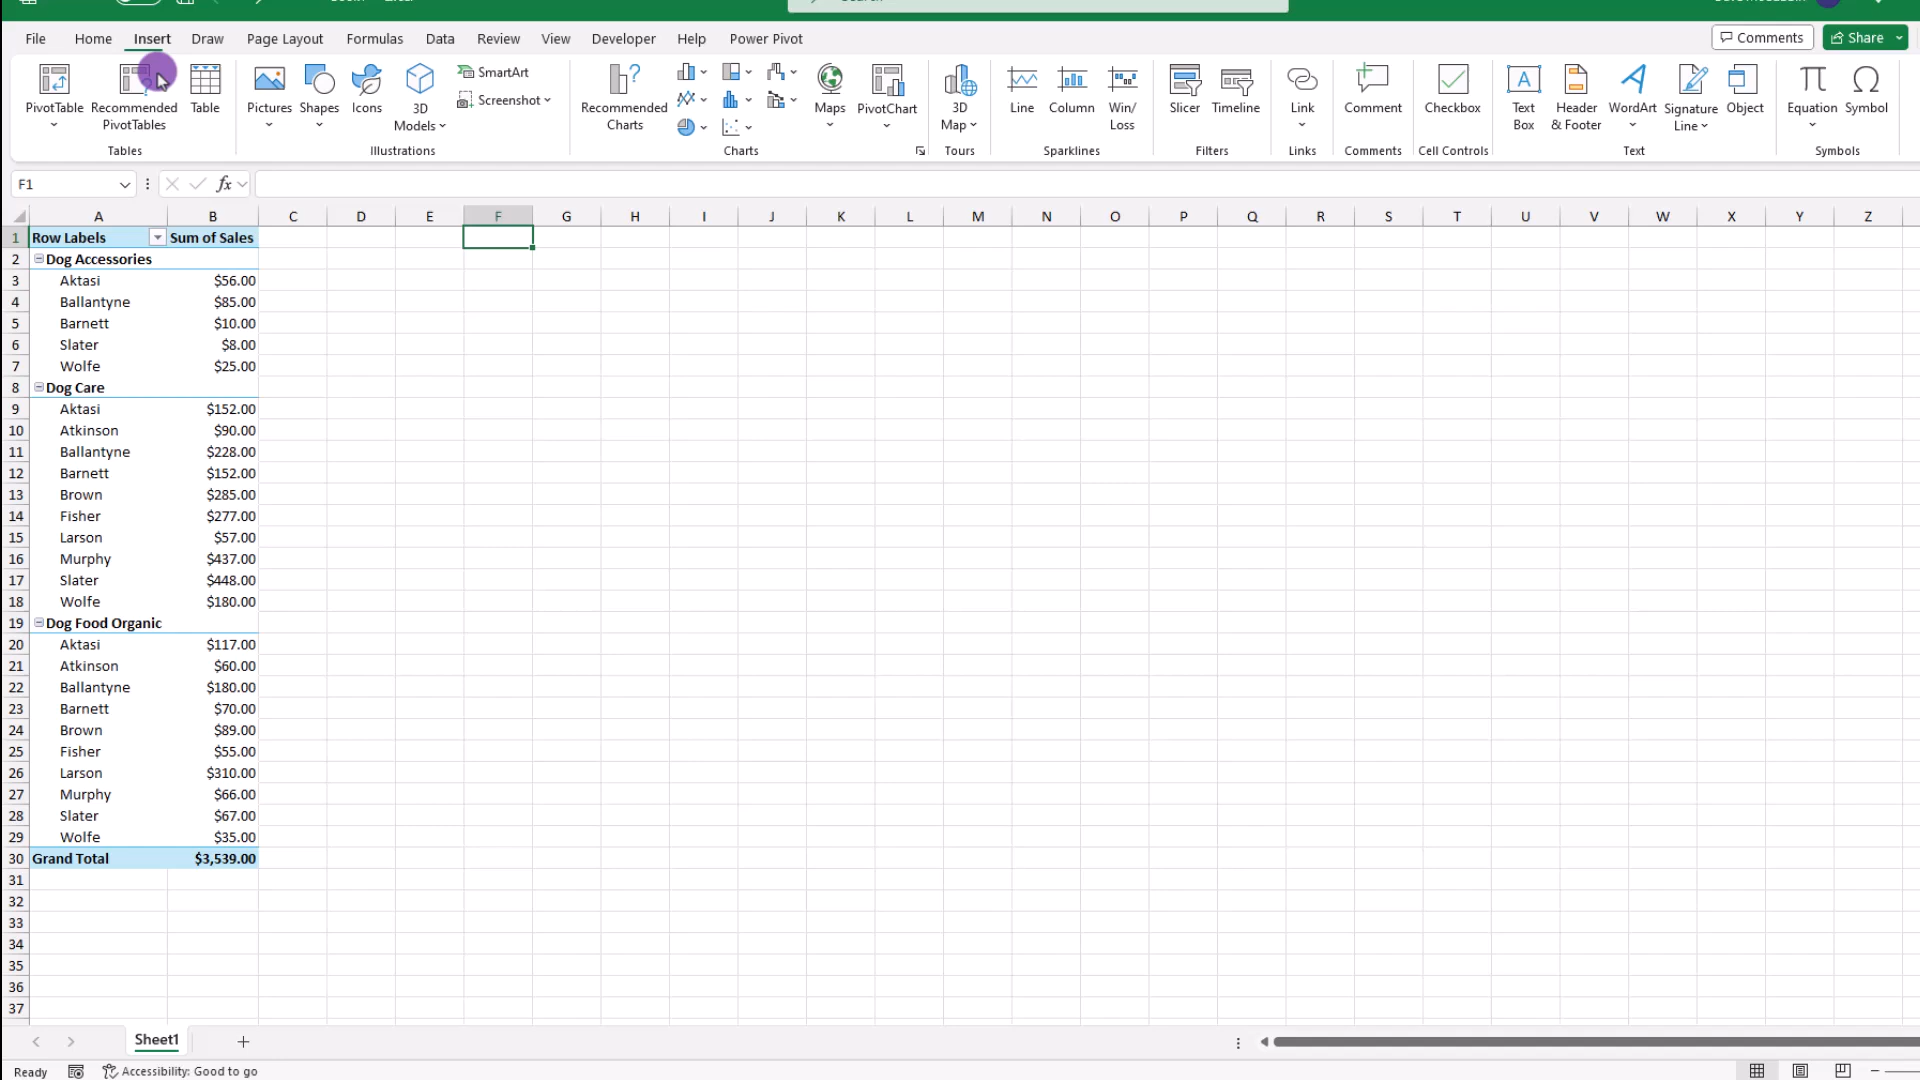 File Home Insert Draw Page Layout Formulas Data Review View Developer Help Power Pivot Comments Share
PivotTable
Recommended PivotTables
Table
Tables
Pictures
Shapes
Icons
3D Models
SmartArt
Screenshot
Illustrations
Recommended Charts
Maps
PivotChart
Charts
3D Map
Tours
Line
Column
Win/Loss
Sparklines
Slicer
Timeline
Filters
Link
Links
Comment
Comments
Checkbox
Cell Controls
Text Box
Header & Footer
WordArt
Signature Line
Object
Text
Equation
Symbol
Symbols
F1 fx
A B C D E F G H I J K L M N O P Q R S T U V W X Y Z
1 Row Labels Sum of Sales
2 Dog Accessories
3 Aktasi $56.00
4 Ballantyne $85.00
5 Barnett $10.00
6 Slater $8.00
7 Wolfe $25.00
8 Dog Care
9 Aktasi $152.00
10 Atkinson $90.00
11 Ballantyne $228.00
12 Barnett $152.00
13 Brown $285.00
14 Fisher $277.00
15 Larson $57.00
16 Murphy $437.00
17 Slater $448.00
18 Wolfe $180.00
19 Dog Food Organic
20 Aktasi $117.00
21 Atkinson $60.00
22 Ballantyne $180.00
23 Barnett $70.00
24 Brown $89.00
25 Fisher $55.00
26 Larson $310.00
27 Murphy $66.00
28 Slater $67.00
29 Wolfe $35.00
30 Grand Total $3,539.00
31
32
33
34
35
36
37
Sheet1
Ready Accessibility: Good to go